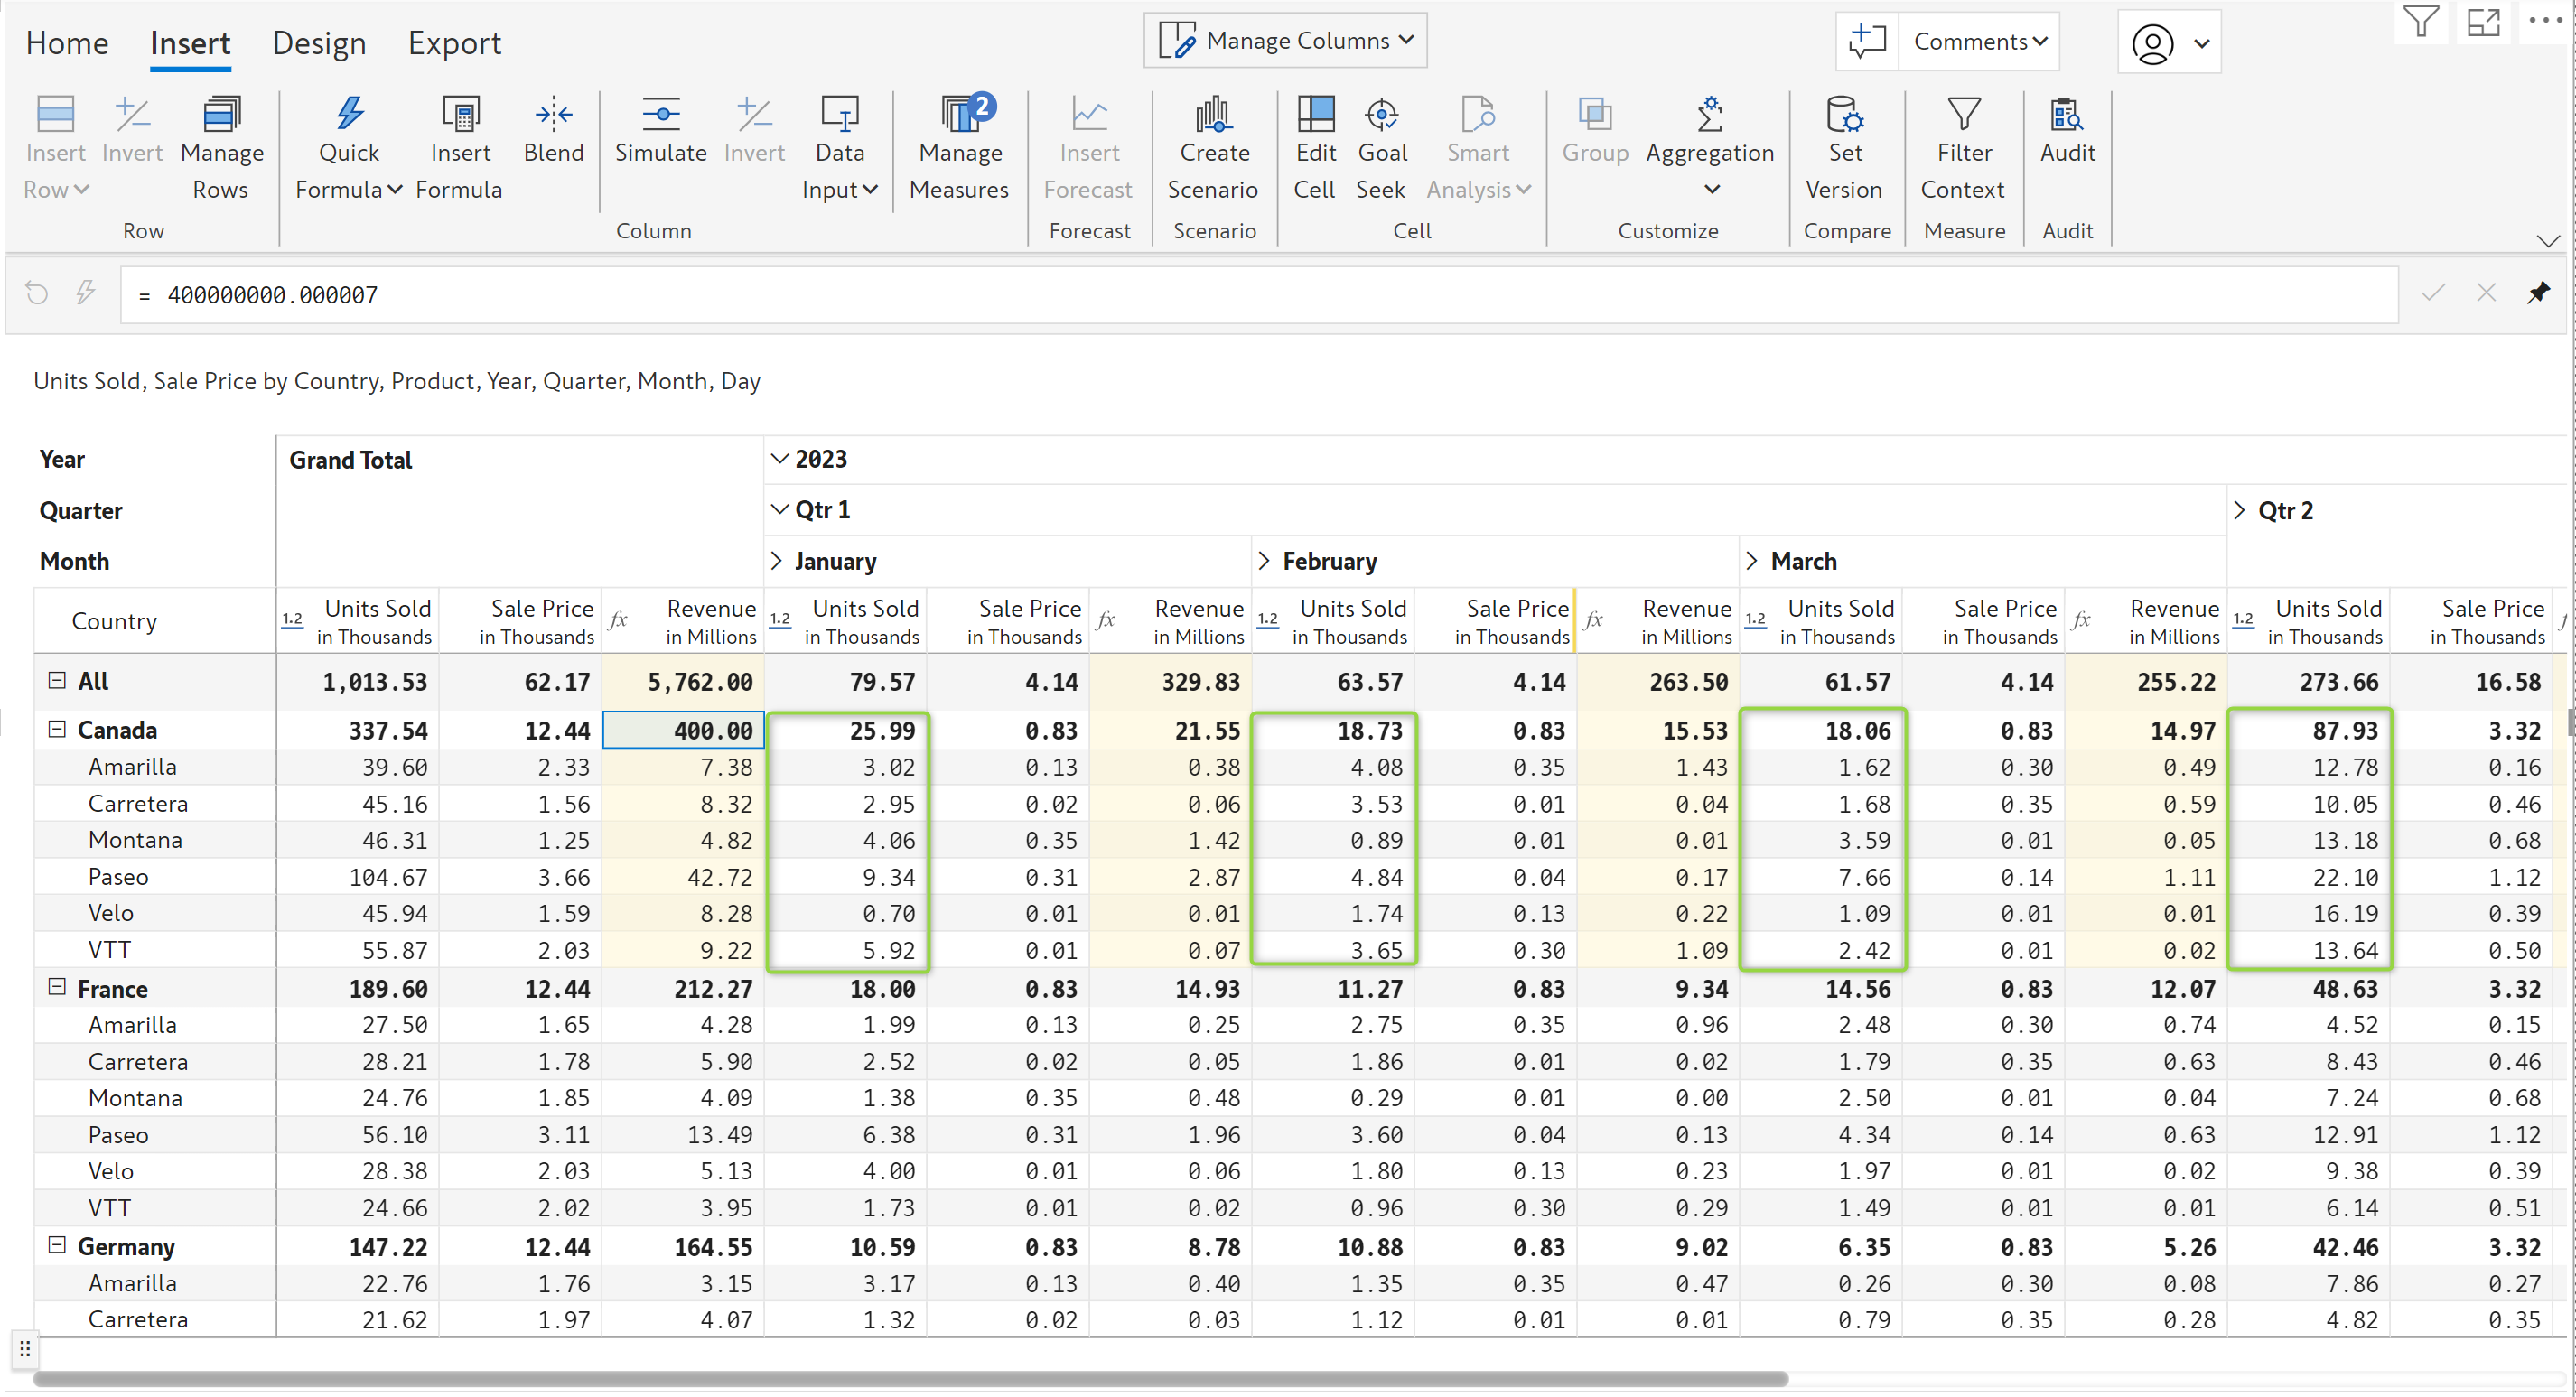 Home Insert Design Export Manage Columns Comments
Insert Row Invert Manage Rows Quick Formula Insert Formula Blend Simulate Invert Data Input Manage Measures 2 Insert Forecast Create Scenario Edit Cell Goal Seek Smart Analysis Group Aggregation Set Version Filter Context Audit
Row Column Forecast Scenario Cell Customize Compare Measure Audit
= 400000000.000007
Units Sold, Sale Price by Country, Product, Year, Quarter, Month, Day
Year Grand Total 2023
Quarter Qtr 1 Qtr 2
Month January February March
Country 1.2 Units Sold in Thousands Sale Price in Thousands fx Revenue in Millions 1.2 Units Sold in Thousands Sale Price in Thousands fx Revenue in Millions 1.2 Units Sold in Thousands Sale Price in Thousands fx Revenue in Millions 1.2 Units Sold in Thousands Sale Price in Thousands fx Revenue in Millions 1.2 Units Sold in Thousands Sale Price in Thousands
All 1,013.53 62.17 5,762.00 79.57 4.14 329.83 63.57 4.14 263.50 61.57 4.14 255.22 273.66 16.58
Canada 337.54 12.44 400.00 25.99 0.83 21.55 18.73 0.83 15.53 18.06 0.83 14.97 87.93 3.32
Amarilla 39.60 2.33 7.38 3.02 0.13 0.38 4.08 0.35 1.43 1.62 0.30 0.49 12.78 0.16
Carretera 45.16 1.56 8.32 2.95 0.02 0.06 3.53 0.01 0.04 1.68 0.35 0.59 10.05 0.46
Montana 46.31 1.25 4.82 4.06 0.35 1.42 0.89 0.01 0.01 3.59 0.01 0.05 13.18 0.68
Paseo 104.67 3.66 42.72 9.34 0.31 2.87 4.84 0.04 0.17 7.66 0.14 1.11 22.10 1.12
Velo 45.94 1.59 8.28 0.70 0.01 0.01 1.74 0.13 0.22 1.09 0.01 0.01 16.19 0.39
VTT 55.87 2.03 9.22 5.92 0.01 0.07 3.65 0.30 1.09 2.42 0.01 0.02 13.64 0.50
France 189.60 12.44 212.27 18.00 0.83 14.93 11.27 0.83 9.34 14.56 0.83 12.07 48.63 3.32
Amarilla 27.50 1.65 4.28 1.99 0.13 0.25 2.75 0.35 0.96 2.48 0.30 0.74 4.52 0.15
Carretera 28.21 1.78 5.90 2.52 0.02 0.05 1.86 0.01 0.02 1.79 0.35 0.63 8.43 0.46
Montana 24.76 1.85 4.09 1.38 0.35 0.48 0.29 0.01 0.00 2.50 0.01 0.04 7.24 0.68
Paseo 56.10 3.11 13.49 6.38 0.31 1.96 3.60 0.04 0.13 4.34 0.14 0.63 12.91 1.12
Velo 28.38 2.03 5.13 4.00 0.01 0.06 1.80 0.13 0.23 1.97 0.01 0.02 9.38 0.39
VTT 24.66 2.02 3.95 1.73 0.01 0.02 0.96 0.30 0.29 1.49 0.01 0.01 6.14 0.51
Germany 147.22 12.44 164.55 10.59 0.83 8.78 10.88 0.83 9.02 6.35 0.83 5.26 42.46 3.32
Amarilla 22.76 1.76 3.15 3.17 0.13 0.40 1.35 0.35 0.47 0.26 0.30 0.08 7.86 0.27
Carretera 21.62 1.97 4.07 1.32 0.02 0.03 1.12 0.01 0.01 0.79 0.35 0.28 4.82 0.35